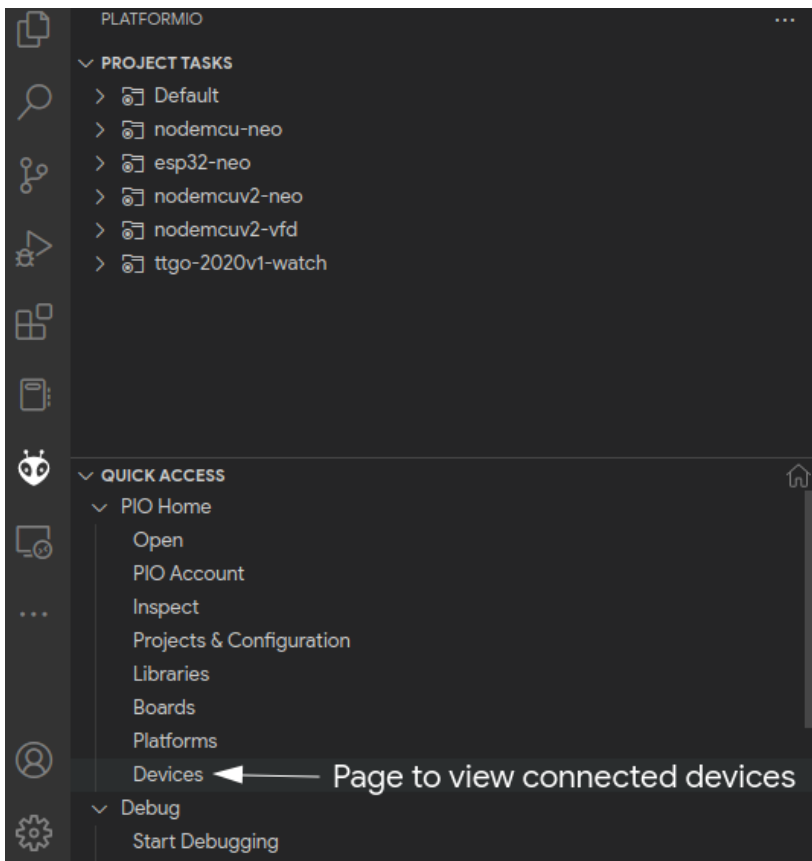 PLATFORMIO
PROJECT TASKS
Default
nodemcu-neo
esp32-neo
nodemcuv2-neo
nodemcuv2-vfd
ttgo-2020v1-watch
QUICK ACCESS
PIO Home
Open
PIO Account
Inspect
Projects & Configuration
Libraries
Boards
Platforms
Devices Page to view connected devices
Debug
Start Debugging